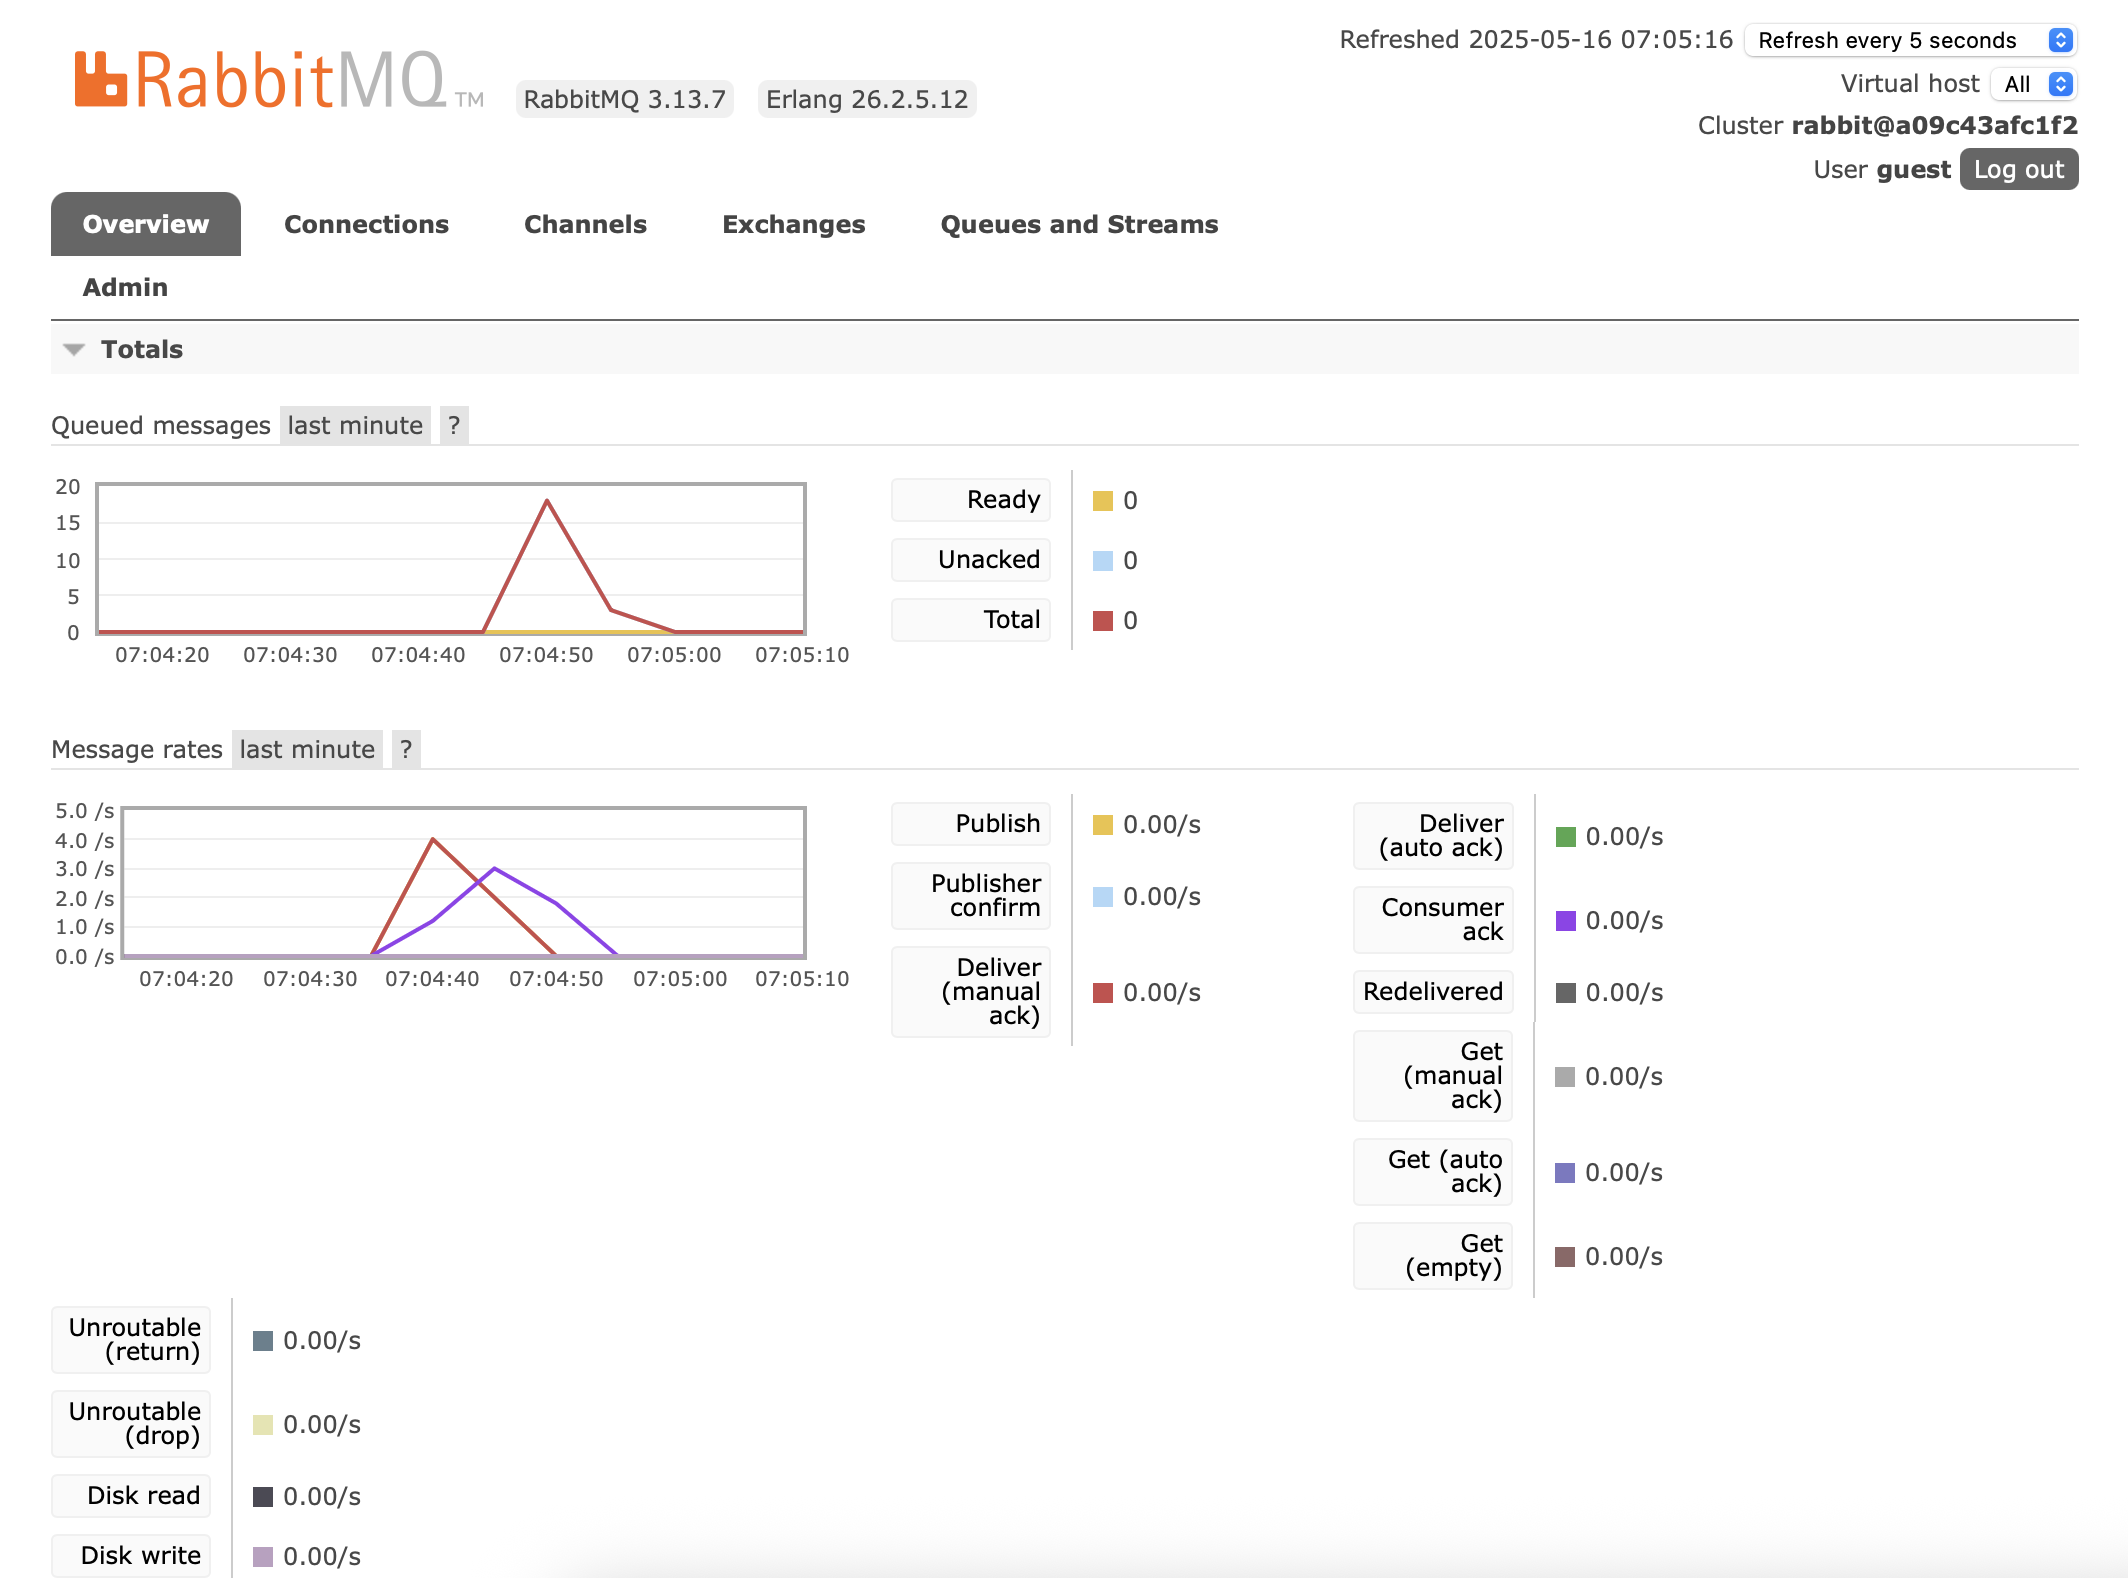 RabbitMQ TM
RabbitMQ 3.13.7
Erlang 26.2.5.12
Refreshed 2025-05-16 07:05:16
Refresh every 5 seconds
Virtual host All
Cluster rabbit@a09c43afc1f2
User guest Log out
Overview Connections Channels Exchanges Queues and Streams
Admin
Totals
Queued messages last minute ?
20
15
10
5
0
07:04:20 07:04:30 07:04:40 07:04:50 07:05:00 07:05:10
Ready 0
Unacked 0
Total 0
Message rates last minute ?
5.0 /s
4.0 /s
3.0 /s
2.0 /s
1.0 /s
0.0 /s
07:04:20 07:04:30 07:04:40 07:04:50 07:05:00 07:05:10
Publish 0.00/s
Publisher
confirm 0.00/s
Deliver
(manual
ack) 0.00/s
Deliver
(auto ack) 0.00/s
Consumer
ack 0.00/s
Redelivered 0.00/s
Get
(manual
ack) 0.00/s
Get (auto
ack) 0.00/s
Get
(empty) 0.00/s
Unroutable
(return) 0.00/s
Unroutable
(drop) 0.00/s
Disk read 0.00/s
Disk write 0.00/s